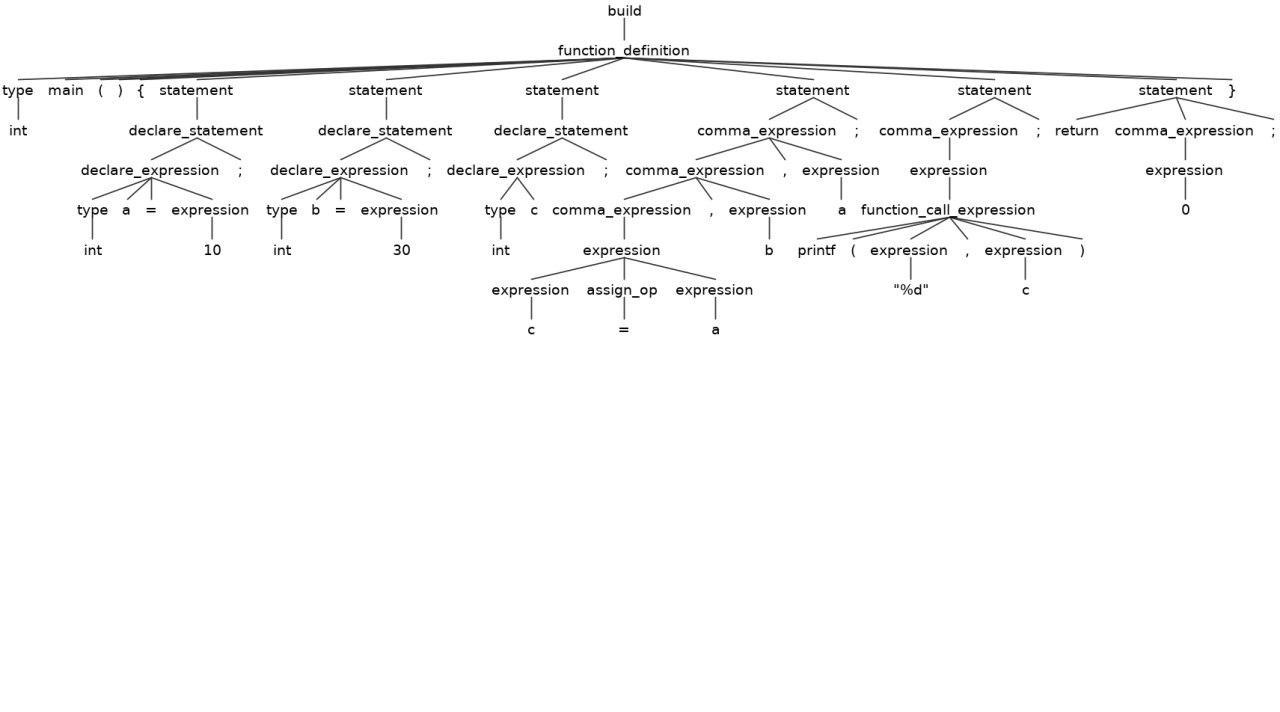 build
function_definition
type main ( ) { statement statement statement statement statement statement }
int declare_statement declare_statement declare_statement comma_expression ; comma_expression ; return comma_expression ;
declare_expression ; declare_expression ; declare_expression ; comma_expression , expression expression expression
type a = expression type b = expression type c comma_expression , expression a function_call_expression 0
int 10 int 30 int expression b printf ( expression , expression )
expression assign_op expression "%d" c
c = a